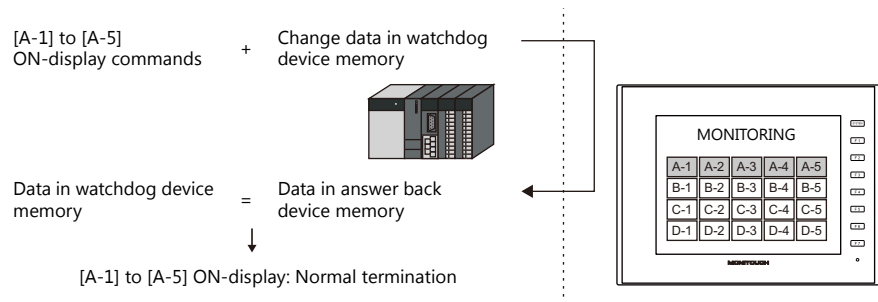 [A-1] to [A-5]
ON-display commands
+
Change data in watchdog
device memory
MONITORING
A-1 A-2 A-3 A-4 A-5
B-1 B-2 B-3 B-4 B-5
C-1 C-2 C-3 C-4 C-5
D-1 D-2 D-3 D-4 D-5
MONITOUCH
Data in watchdog device
memory
=
Data in answer back
device memory
[A-1] to [A-5] ON-display: Normal termination